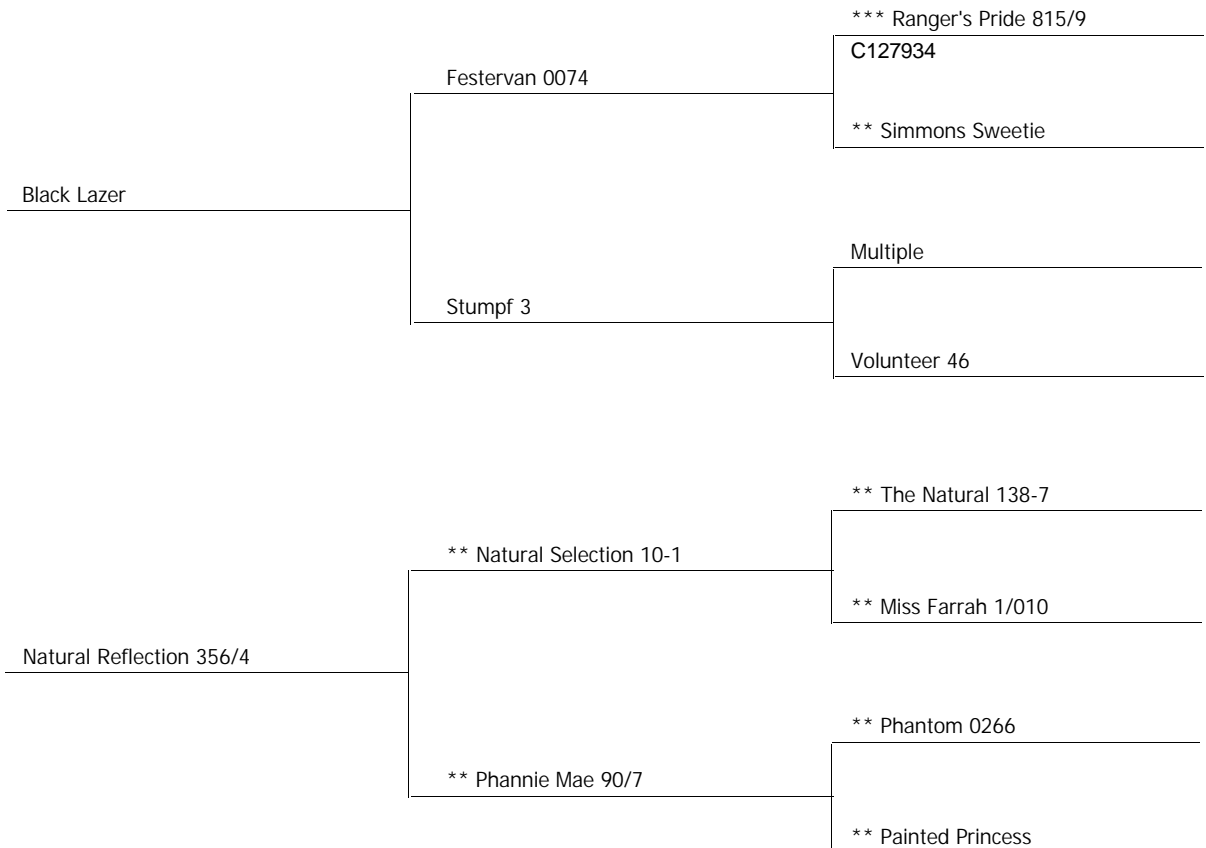 *** Ranger's Pride 815/9
C127934
Festervan 0074
** Simmons Sweetie
Black Lazer
Multiple
Stumpf 3
Volunteer 46
** The Natural 138-7
** Natural Selection 10-1
** Miss Farrah 1/010
Natural Reflection 356/4
** Phantom 0266
** Phannie Mae 90/7
** Painted Princess